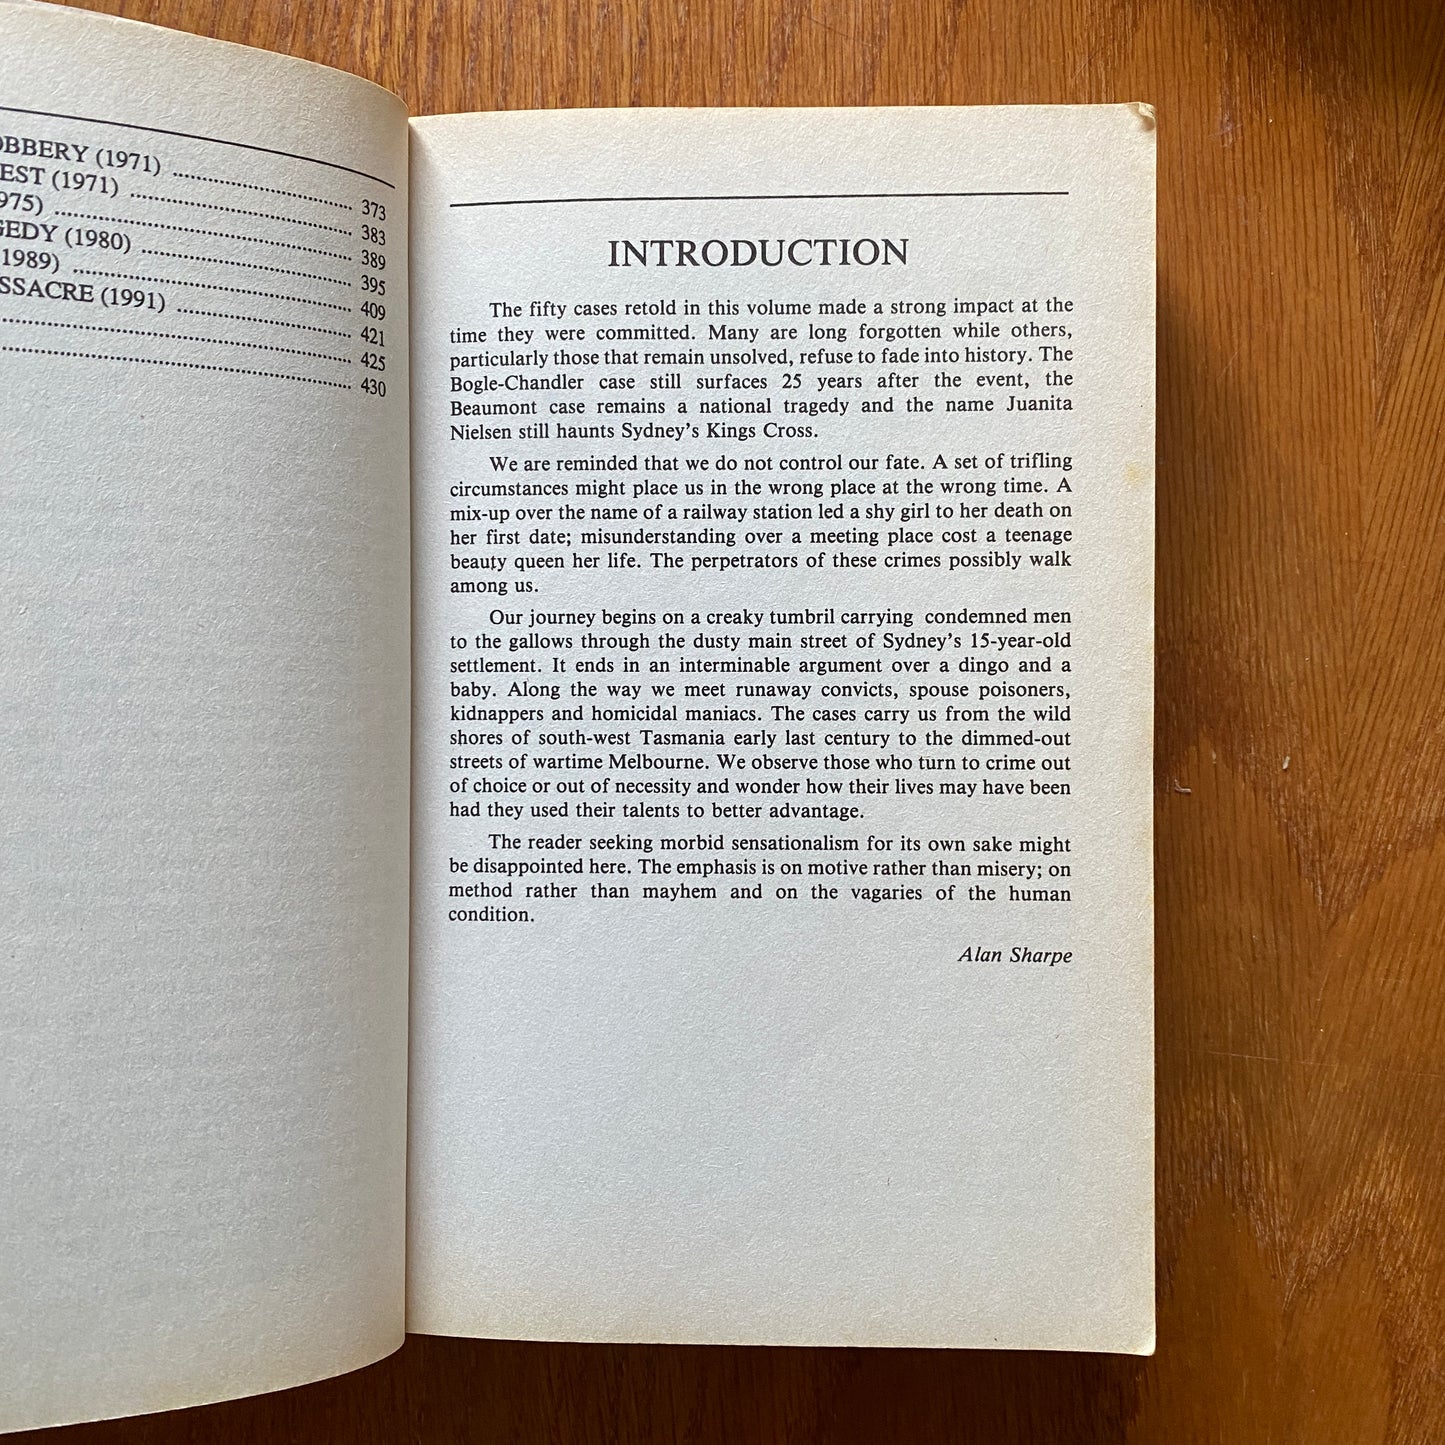 OBBERY (1971) ........ 373
EST (1971) ........ 383
975) ........ 389
GEDY (1980) ........ 395
1989) ........ 409
SSACRE (1991) ........ 421
........ 425
........ 430
INTRODUCTION
The fifty cases retold in this volume made a strong impact at the
time they were committed. Many are long forgotten while others,
particularly those that remain unsolved, refuse to fade into history. The
Bogle-Chandler case still surfaces 25 years after the event, the
Beaumont case remains a national tragedy and the name Juanita
Nielsen still haunts Sydney's Kings Cross.
We are reminded that we do not control our fate. A set of trifling
circumstances might place us in the wrong place at the wrong time. A
mix-up over the name of a railway station led a shy girl to her death on
her first date; misunderstanding over a meeting place cost a teenage
beauty queen her life. The perpetrators of these crimes possibly walk
among us.
Our journey begins on a creaky tumbril carrying condemned men
to the gallows through the dusty main street of Sydney's 15-year-old
settlement. It ends in an interminable argument over a dingo and a
baby. Along the way we meet runaway convicts, spouse poisoners,
kidnappers and homicidal maniacs. The cases carry us from the wild
shores of south-west Tasmania early last century to the dimmed-out
streets of wartime Melbourne. We observe those who turn to crime out
of choice or out of necessity and wonder how their lives may have been
had they used their talents to better advantage.
The reader seeking morbid sensationalism for its own sake might
be disappointed here. The emphasis is on motive rather than misery; on
method rather than mayhem and on the vagaries of the human
condition.
Alan Sharpe